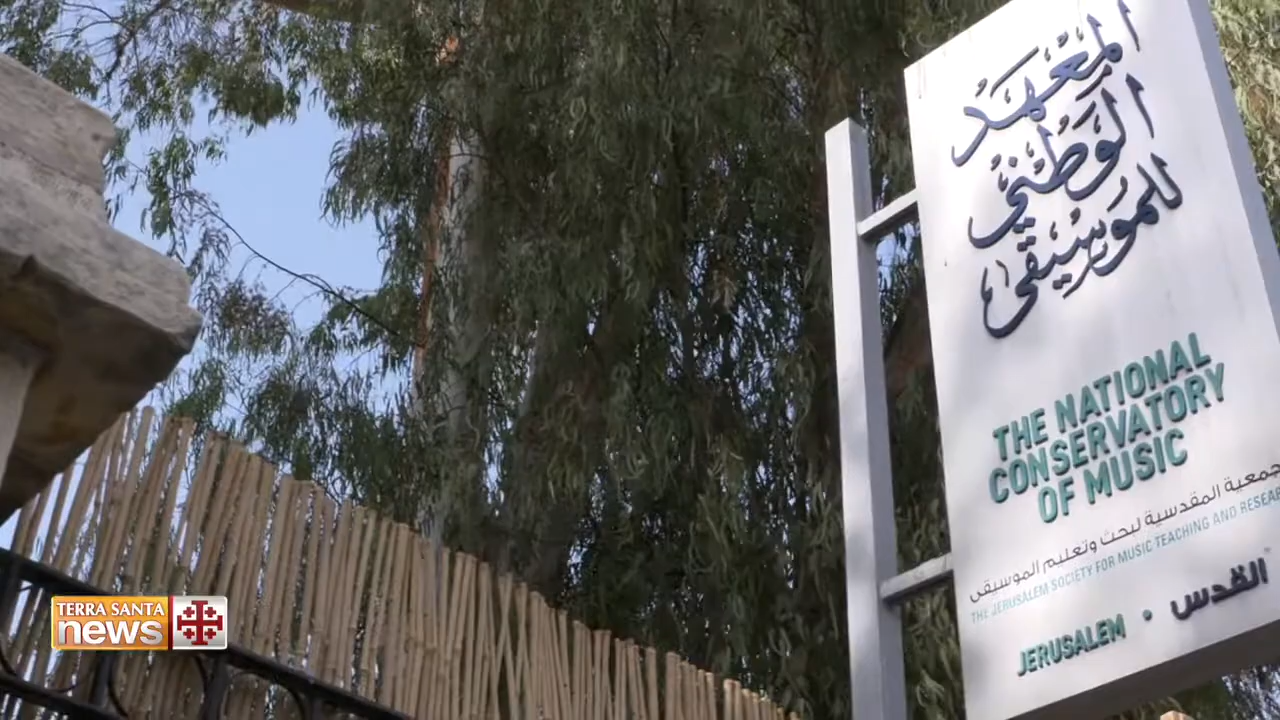 المعهد
الوطني
للموسيقى
THE NATIONAL
CONSERVATORY
OF MUSIC
المقدسية لبحث وتعليم الموسيقى
THE JERUSALEM SOCIETY FOR MUSIC TEACHING AND
JERUSALEM • القدس
TERRA SANTA
news